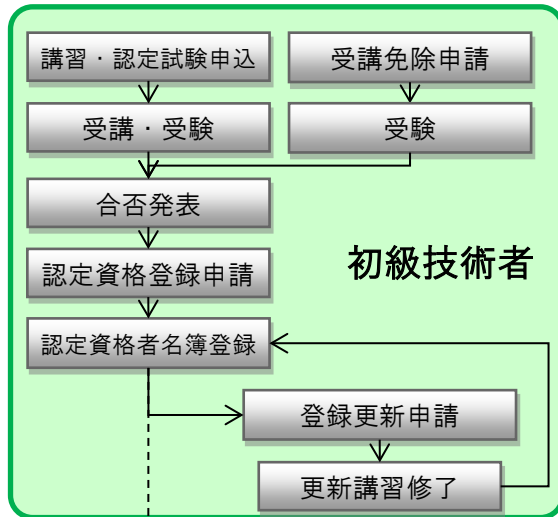 講習・認定試験申込
受講免除申請
受講・受験
受験
合否発表
初級技術者
認定資格登録申請
認定資格者名簿登録
登録更新申請
更新講習修了